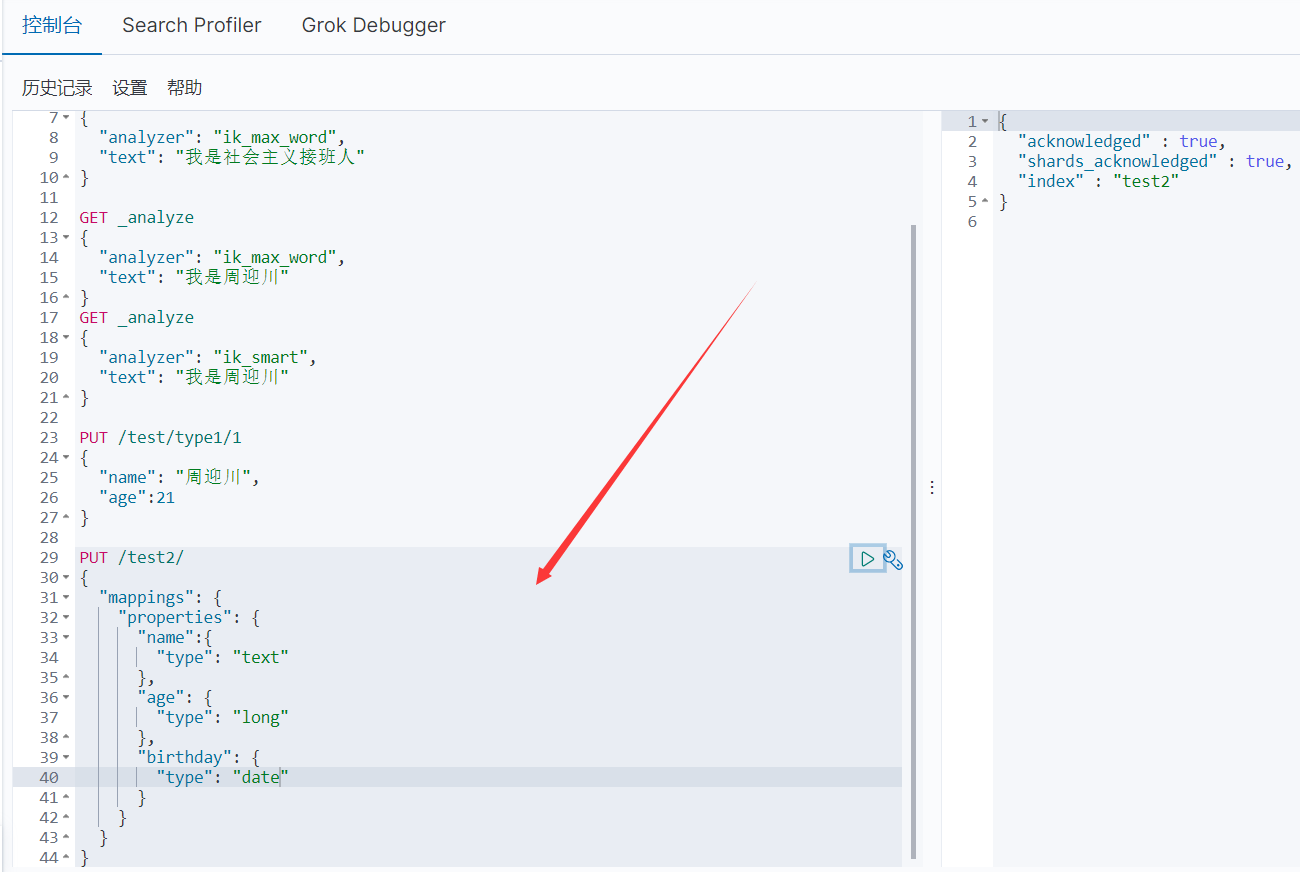 控制台 Search Profiler Grok Debugger
历史记录 设置 帮助
7 {
8 "analyzer": "ik_max_word",
9 "text": "我是社会主义接班人"
10 }
11
12 GET _analyze
13 {
14 "analyzer": "ik_max_word",
15 "text": "我是周迎川"
16 }
17 GET _analyze
18 {
19 "analyzer": "ik_smart",
20 "text": "我是周迎川"
21 }
22
23 PUT /test/type1/1
24 {
25 "name": "周迎川",
26 "age":21
27 }
28
29 PUT /test2/
30 {
31 "mappings": {
32 "properties": {
33 "name":{
34 "type": "text"
35 },
36 "age": {
37 "type": "long"
38 },
39 "birthday": {
40 "type": "date"
41 }
42 }
43 }
44 }
1 {
2 "acknowledged" : true,
3 "shards_acknowledged" : true,
4 "index" : "test2"
5 }
6